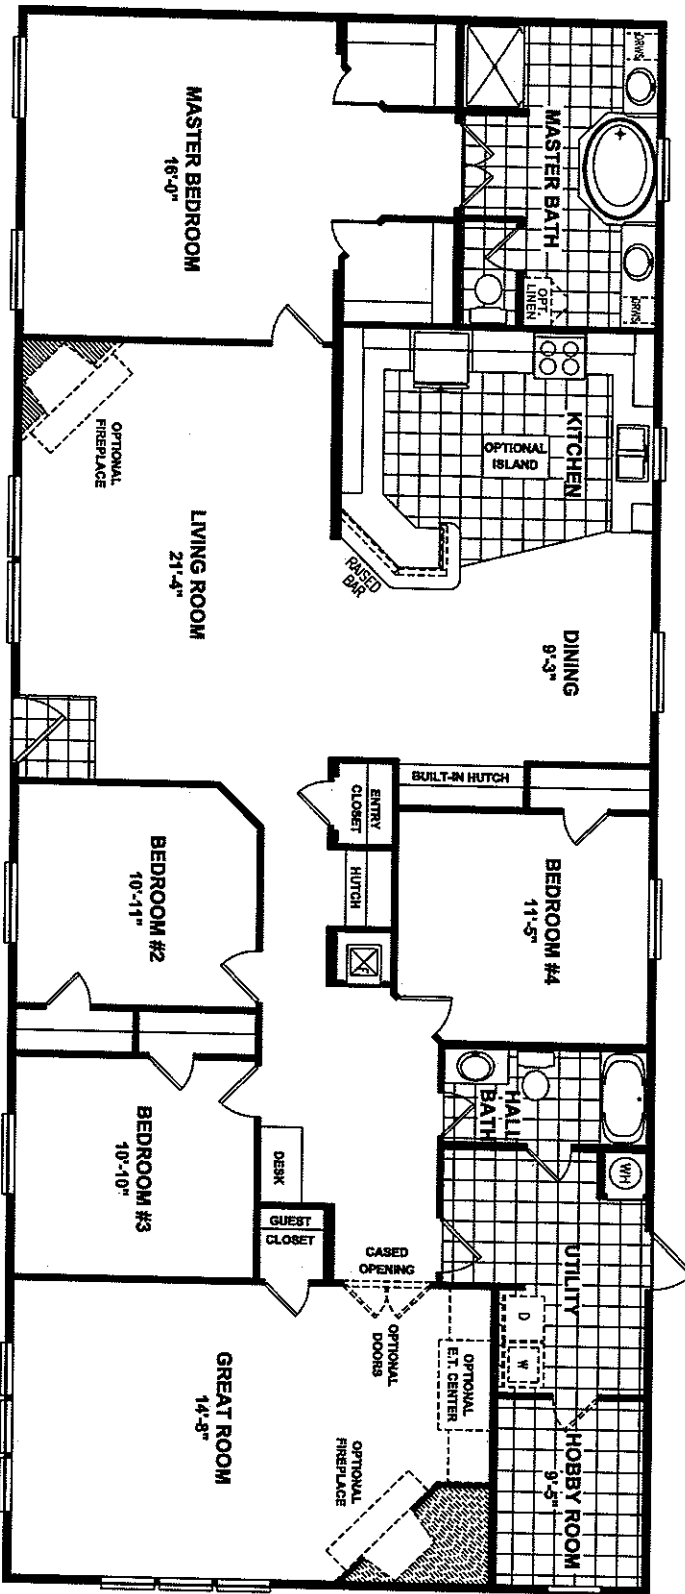 DRWS
MASTER BATH
DRWS
OPT.
LINEN
MASTER BEDROOM
16'-0"
KITCHEN
OPTIONAL
ISLAND
OPTIONAL
FIREPLACE
LIVING ROOM
21'-4"
RAISED
BAR
DINING
9'-3"
BUILT-IN HUTCH
ENTRY
CLOSET
HUTCH
BEDROOM #2
10'-11"
BEDROOM #4
11'-5"
HALL
BATH
BEDROOM #3
10'-10"
DESK
GUEST
CLOSET
WH
UTILITY
CASED
OPENING
OPTIONAL
DOORS
D
W
OPTIONAL
E.T. CENTER
GREAT ROOM
14'-8"
OPTIONAL
FIREPLACE
HOBBY ROOM
9'-5"